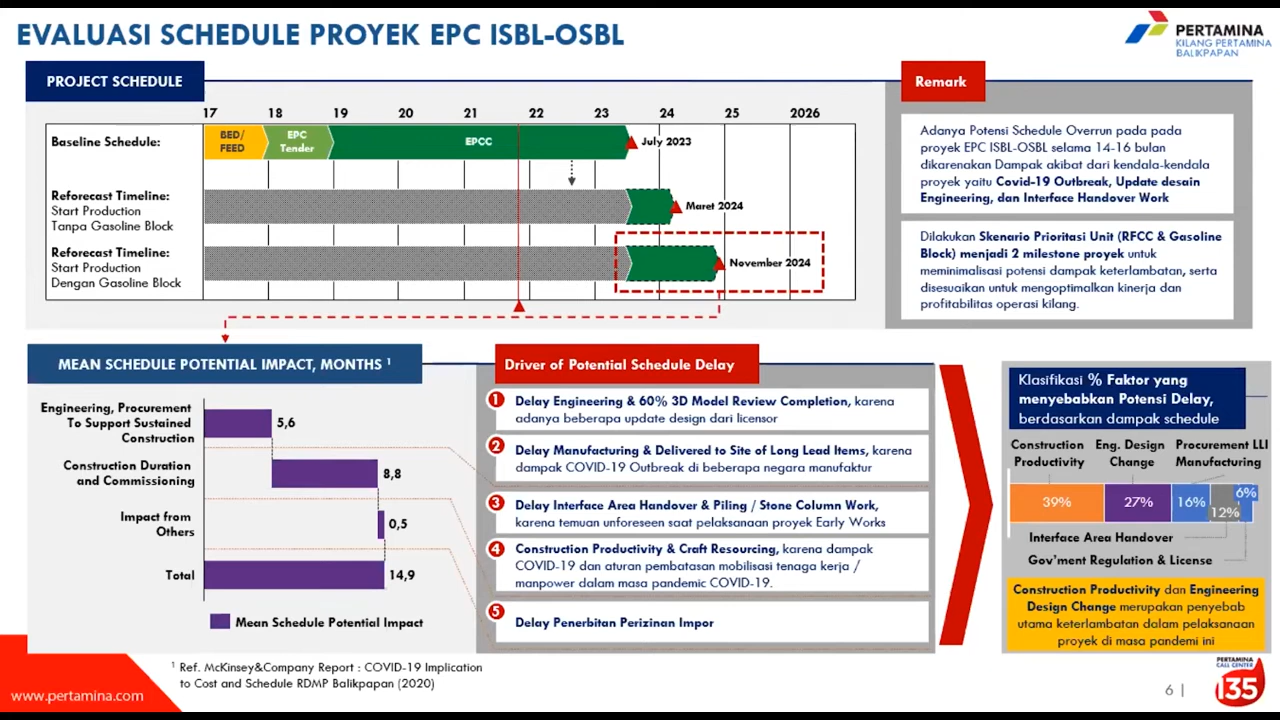 EVALUASI SCHEDULE PROYEK EPC ISBL-OSBL
PERTAMINA
KILANG PERTAMINA
BALIKPAPAN
PROJECT SCHEDULE
17 18 19 20 21 22 23 24 25 2026
Baseline Schedule:
BED/
FEED
EPC
Tender
EPCC
July 2023
Reforecast Timeline:
Start Production
Tanpa Gasoline Block
Maret 2024
Reforecast Timeline:
Start Production
Dengan Gasoline Block
November 2024
Remark
Adanya Potensi Schedule Overrun pada pada
proyek EPC ISBL-OSBL selama 14-16 bulan
dikarenakan Dampak akibat dari kendala-kendala
proyek yaitu Covid-19 Outbreak, Update desain
Engineering, dan Interface Handover Work
Dilakukan Skenario Prioritasi Unit (RFCC & Gasoline
Block) menjadi 2 milestone proyek untuk
meminimalisasi potensi dampak keterlambatan, serta
disesuaikan untuk mengoptimalkan kinerja dan
profitabilitas operasi kilang.
MEAN SCHEDULE POTENTIAL IMPACT, MONTHS ¹
Engineering, Procurement
To Support Sustained
Construction
5,6
Construction Duration
and Commissioning
8,8
Impact from
Others
0,5
Total
14,9
Mean Schedule Potential Impact
Driver of Potential Schedule Delay
1 Delay Engineering & 60% 3D Model Review Completion, karena
adanya beberapa update design dari licensor
2 Delay Manufacturing & Delivered to Site of Long Lead Items, karena
dampak COVID-19 Outbreak di beberapa negara manufaktur
3 Delay Interface Area Handover & Piling / Stone Column Work,
karena temuan unforeseen saat pelaksanaan proyek Early Works
4 Construction Productivity & Craft Resourcing, karena dampak
COVID-19 dan aturan pembatasan mobilisasi tenaga kerja /
manpower dalam masa pandemic COVID-19.
5 Delay Penerbitan Perizinan Impor
Klasifikasi % Faktor yang
menyebabkan Potensi Delay,
berdasarkan dampak schedule
Construction
Productivity
Eng. Design
Change
Procurement LLI
Manufacturing
39% 27% 16% 12% 6%
Interface Area Handover
Gov'ment Regulation & License
Construction Productivity dan Engineering
Design Change merupakan penyebab
utama keterlambatan dalam pelaksanaan
proyek di masa pandemi ini
¹ Ref. McKinsey&Company Report : COVID-19 Implication
to Cost and Schedule RDMP Balikpapan (2020)
www.pertamina.com
6 |
PERTAMINA
CALL CENTER
135